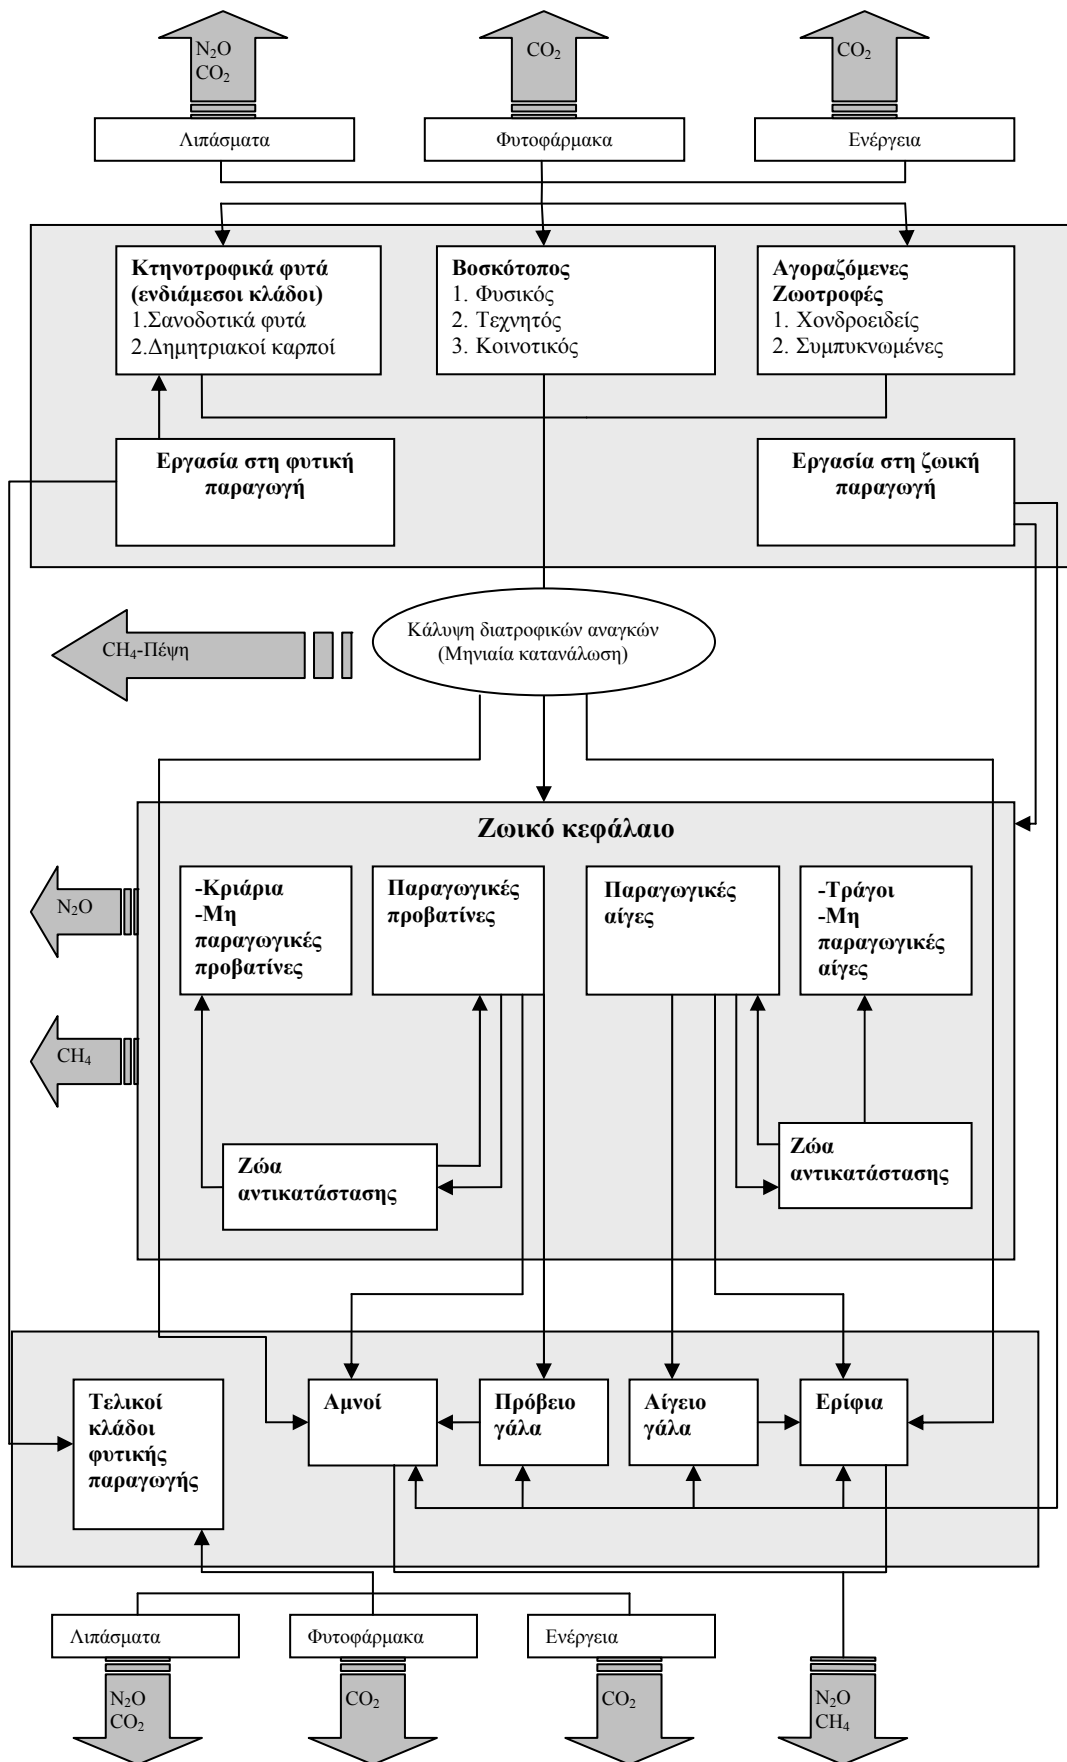 N₂O
CO₂
CO₂
CO₂
Λιπάσματα
Φυτοφάρμακα
Ενέργεια
Κτηνοτροφικά φυτά
(ενδιάμεσοι κλάδοι)
1.Σανοδοτικά φυτά
2.Δημητριακοί καρποί
Βοσκότοπος
1. Φυσικός
2. Τεχνητός
3. Κοινοτικός
Αγοραζόμενες
Ζωοτροφές
1. Χονδροειδείς
2. Συμπυκνωμένες
Εργασία στη φυτική
παραγωγή
Εργασία στη ζωική
παραγωγή
CH₄-Πέψη
Κάλυψη διατροφικών αναγκών
(Μηνιαία κατανάλωση)
Ζωικό κεφάλαιο
N₂O
CH₄
-Κριάρια
-Μη
παραγωγικές
προβατίνες
Παραγωγικές
προβατίνες
Παραγωγικές
αίγες
-Τράγοι
-Μη
παραγωγικές
αίγες
Ζώα
αντικατάστασης
Ζώα
αντικατάστασης
Τελικοί
κλάδοι
φυτικής
παραγωγής
Αμνοί
Πρόβειο
γάλα
Αίγειο
γάλα
Ερίφια
Λιπάσματα
Φυτοφάρμακα
Ενέργεια
N₂O
CO₂
CO₂
CO₂
N₂O
CH₄